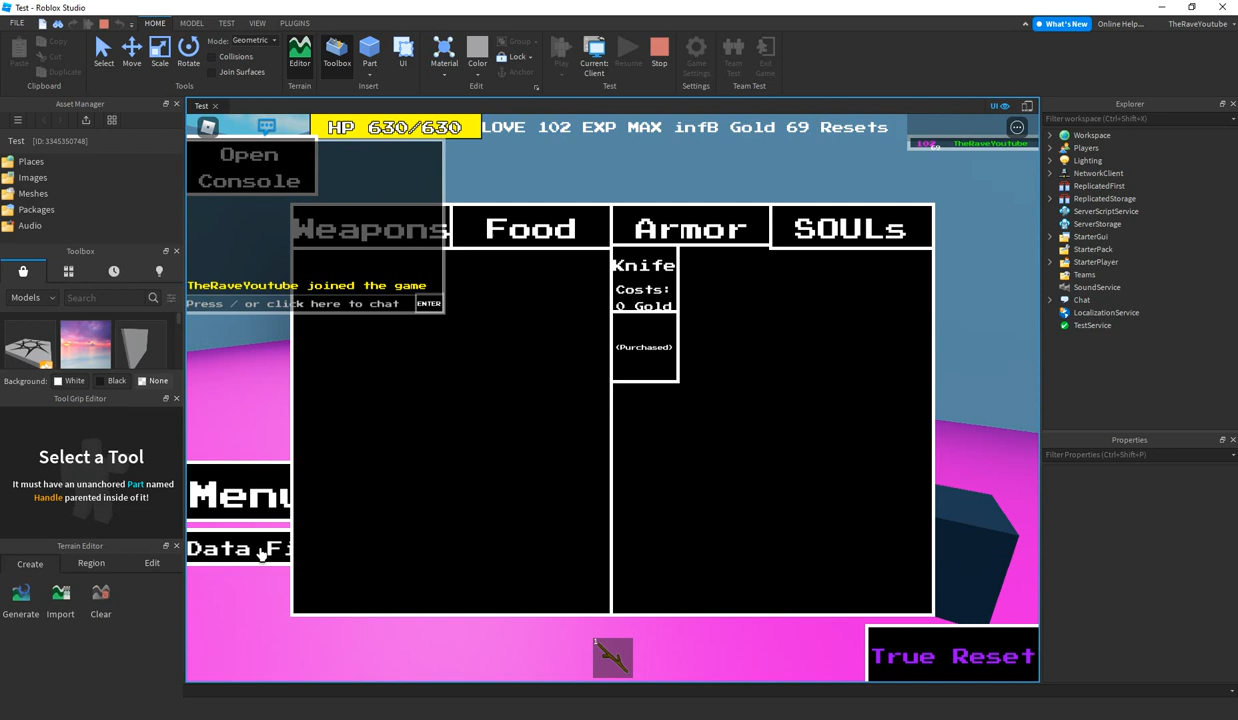 Test - Roblox Studio
FILE HOME MODEL TEST VIEW PLUGINS What's New Online Help... TheRaveYoutube
Paste Copy Cut Duplicate Select Move Scale Rotate Mode: Geometric Collisions Join Surfaces Editor Toolbox Part UI Material Color Group Lock Anchor Play Current: Client Resume Stop Game Settings Team Test Exit Game
Clipboard Tools Terrain Insert Edit Test Settings Team Test
Asset Manager
Test [ID: 3345350748]
Places
Images
Meshes
Packages
Audio
Toolbox
Models Search
Background: White Black None
Tool Grip Editor
Select a Tool
It must have an unanchored Part named
Handle parented inside of it!
Terrain Editor
Create Region Edit
Generate Import Clear
Test UI
HP 630/630 LOVE 102 EXP MAX infB Gold 69 Resets
102 69 TheRaveYoutube
Open
Console
Weapons Food Armor SOULs
TheRaveYoutube joined the game
Press / or click here to chat ENTER
Knife
Costs:
0 Gold
(Purchased)
Menu
Data Fi
1
True Reset
Explorer
Filter workspace (Ctrl+Shift+X)
Workspace
Players
Lighting
NetworkClient
ReplicatedFirst
ReplicatedStorage
ServerScriptService
ServerStorage
StarterGui
StarterPack
StarterPlayer
Teams
SoundService
Chat
LocalizationService
TestService
Properties
Filter Properties (Ctrl+Shift+P)